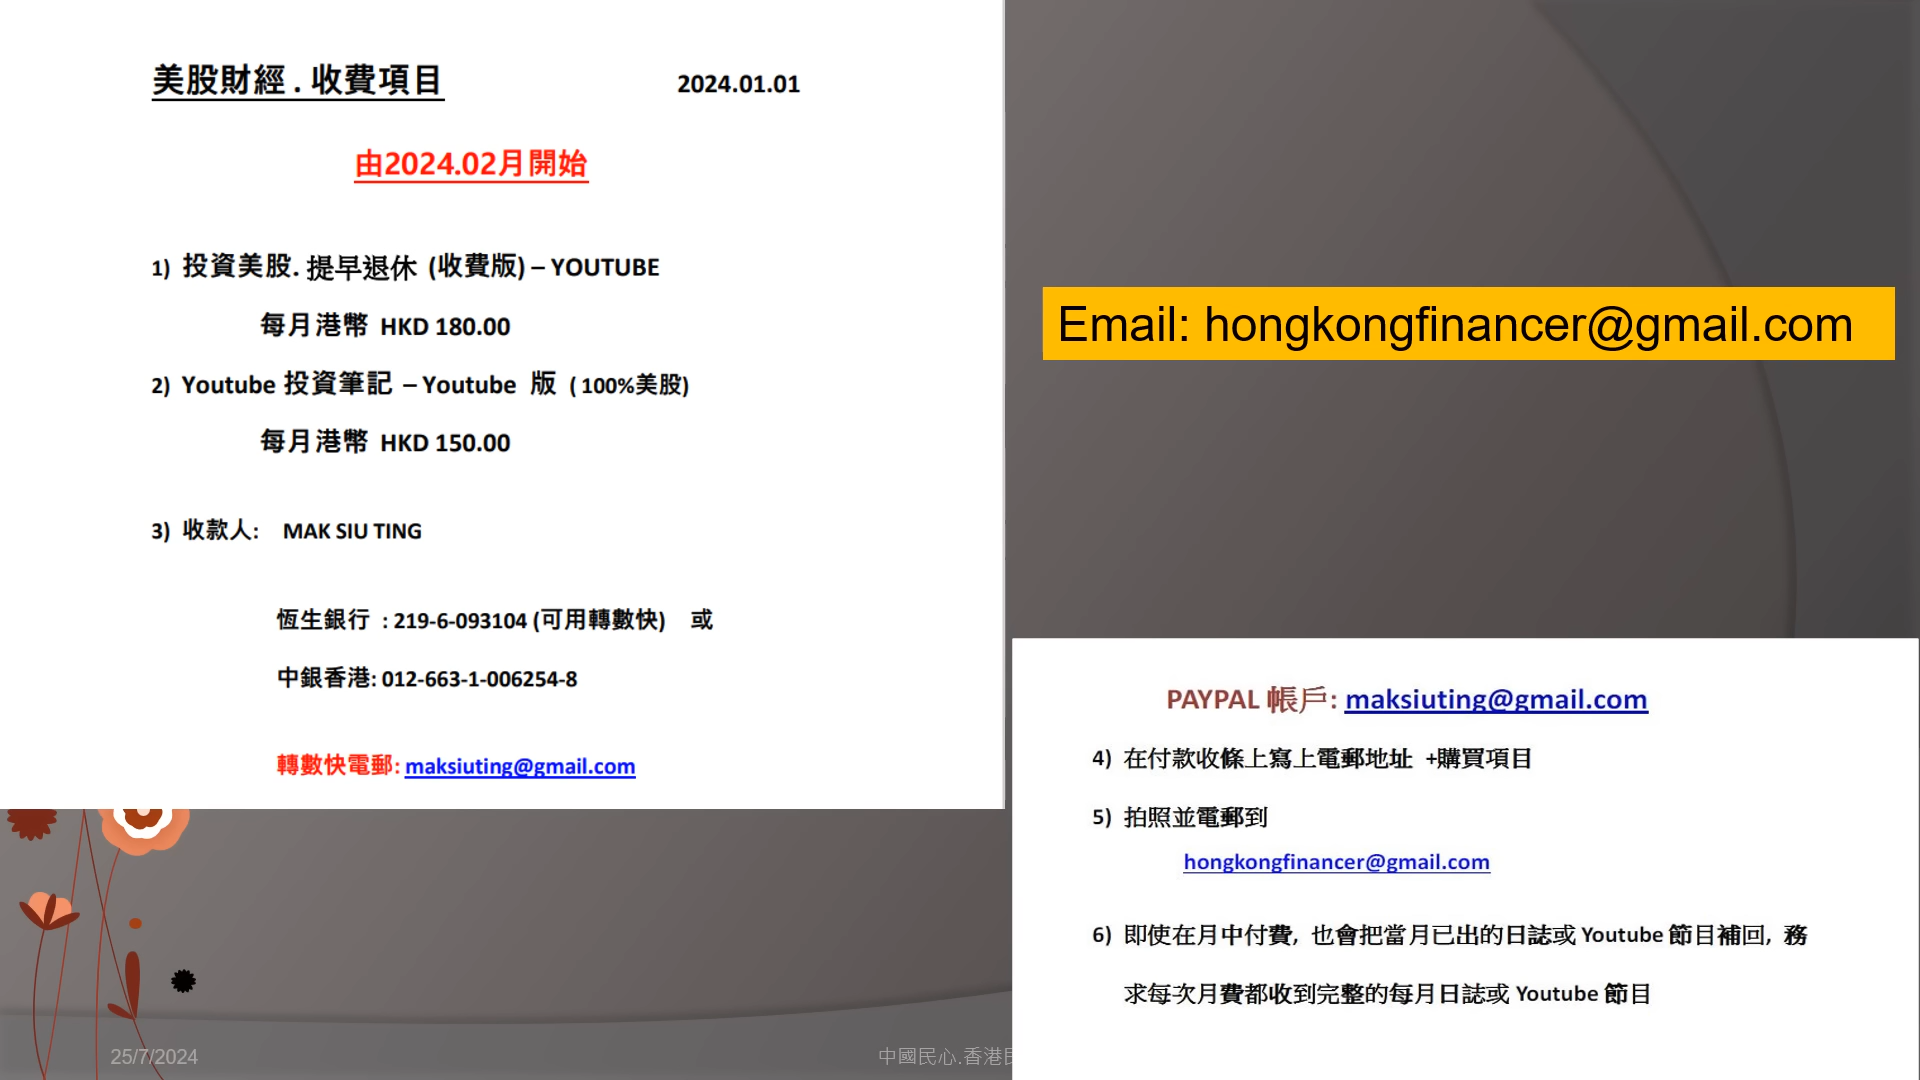 美股財經 . 收費項目 2024.01.01
由2024.02月開始
1) 投資美股. 提早退休 (收費版) – YOUTUBE
每月港幣 HKD 180.00
2) Youtube 投資筆記 – Youtube 版 ( 100%美股)
每月港幣 HKD 150.00
3) 收款人: MAK SIU TING
恆生銀行 : 219-6-093104 (可用轉數快) 或
中銀香港: 012-663-1-006254-8
轉數快電郵: maksiuting@gmail.com
Email: hongkongfinancer@gmail.com
PAYPAL 帳戶: maksiuting@gmail.com
4) 在付款收條上寫上電郵地址 +購買項目
5) 拍照並電郵到
hongkongfinancer@gmail.com
6) 即使在月中付費, 也會把當月已出的日誌或 Youtube 節目補回, 務
求每次月費都收到完整的每月日誌或 Youtube 節目
25/7/2024
中國民心.香港